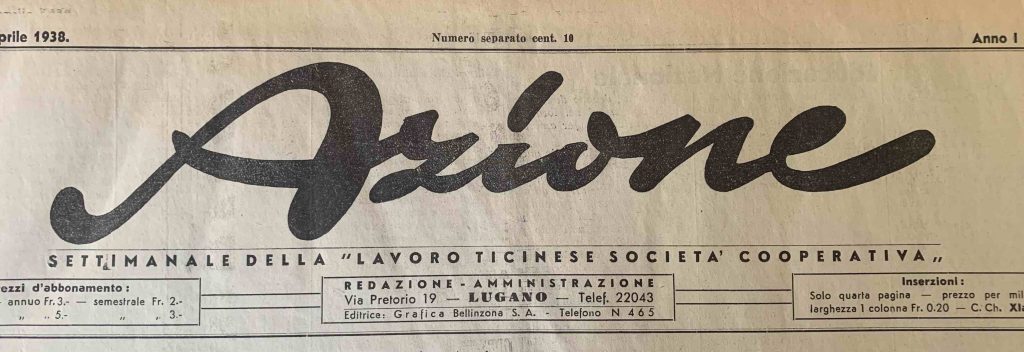 prile 1938.
Numero separato cent. 10
Anno I
Azione
SETTIMANALE DELLA "LAVORO TICINESE SOCIETA' COOPERATIVA„
ezzi d'abbonamento :
annuo Fr. 3.- — semestrale Fr. 2.-
„ „ 5.- „ „ 3.-
REDAZIONE - AMMINISTRAZIONE
Via Pretorio 19 — LUGANO — Telef. 22043
Editrice: Grafica Bellinzona S. A. - Telefono N 465
Inserzioni :
Solo quarta pagina — prezzo per mil
larghezza 1 colonna Fr. 0.20 — C. Ch. XIa